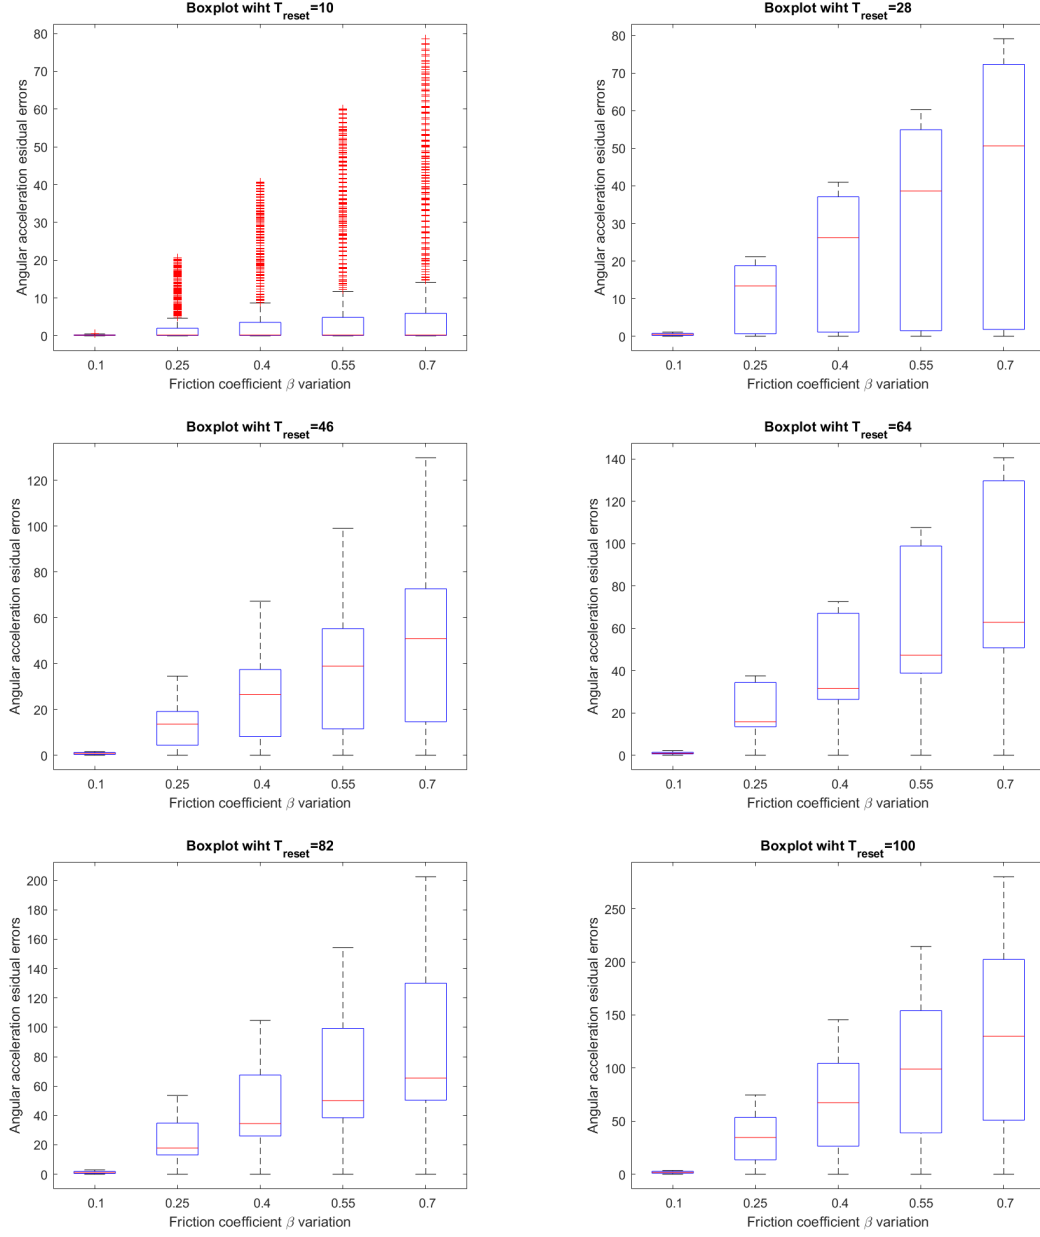 Boxplot wiht T_reset=10
Angular acceleration esidual errors
80
70
60
50
40
30
20
10
0
0.1 0.25 0.4 0.55 0.7
Friction coefficient β variation
Boxplot wiht T_reset=28
Angular acceleration esidual errors
80
70
60
50
40
30
20
10
0
0.1 0.25 0.4 0.55 0.7
Friction coefficient β variation
Boxplot wiht T_reset=46
Angular acceleration esidual errors
120
100
80
60
40
20
0
0.1 0.25 0.4 0.55 0.7
Friction coefficient β variation
Boxplot wiht T_reset=64
Angular acceleration esidual errors
140
120
100
80
60
40
20
0
0.1 0.25 0.4 0.55 0.7
Friction coefficient β variation
Boxplot wiht T_reset=82
Angular acceleration esidual errors
200
180
160
140
120
100
80
60
40
20
0
0.1 0.25 0.4 0.55 0.7
Friction coefficient β variation
Boxplot wiht T_reset=100
Angular acceleration esidual errors
250
200
150
100
50
0
0.1 0.25 0.4 0.55 0.7
Friction coefficient β variation